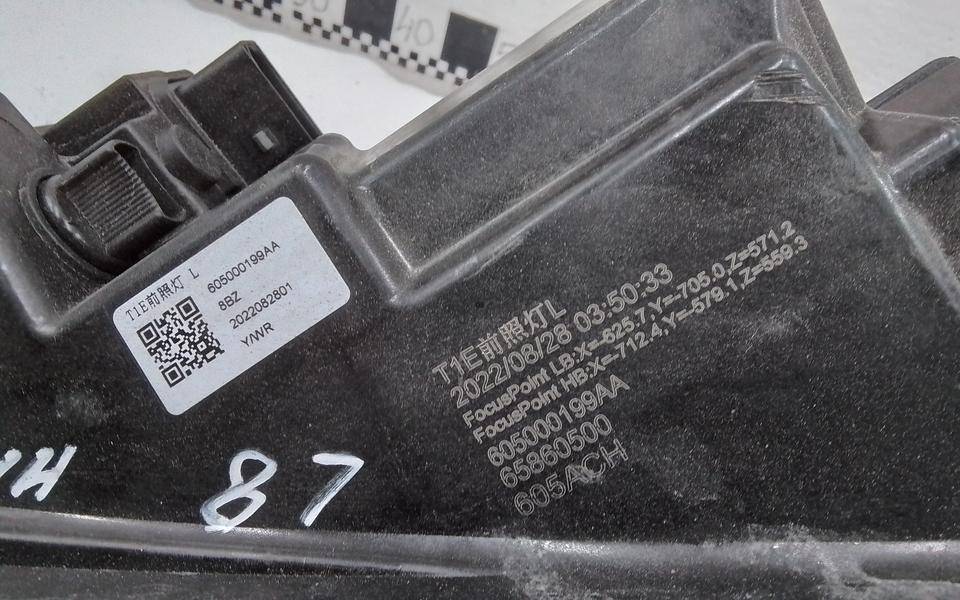 40
T1E前照灯 L
605000199AA
8BZ
2022082801
Y/WR
T1E前照灯L
2022/08/28 03:50:33
FocusPoint LB:X=-625.7,Y=-705.0,Z=571.2
FocusPoint HB:X=-712.4,Y=-579.1,Z=559.3
605000199AA
65860500
605ACH
87